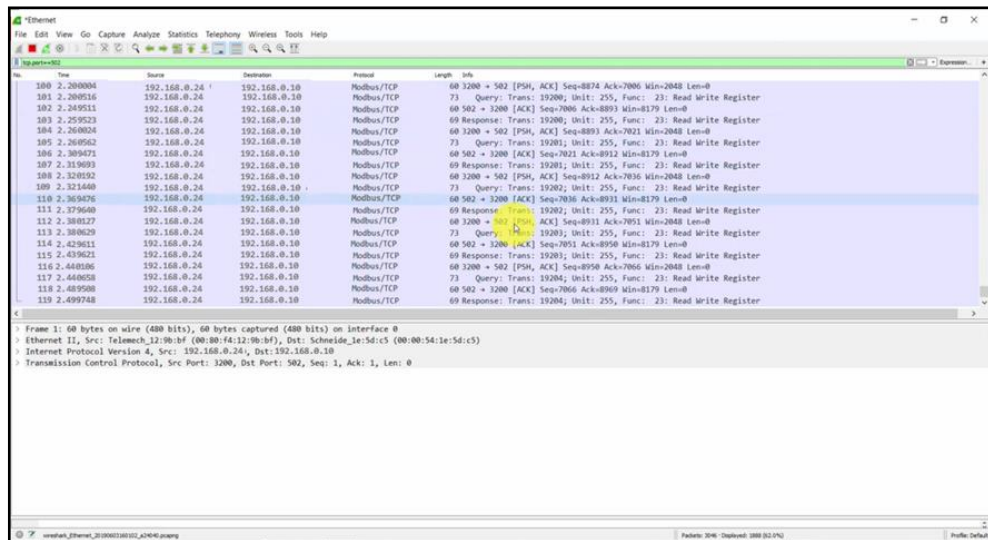 *Ethernet
File Edit View Go Capture Analyze Statistics Telephony Wireless Tools Help
tcp.port==502
Expression... +
No. Time Source Destination Protocol Length Info
100 2.200004 192.168.0.24 192.168.0.10 Modbus/TCP 60 3200 → 502 [PSH, ACK] Seq=8874 Ack=7006 Win=2048 Len=0
101 2.200516 192.168.0.24 192.168.0.10 Modbus/TCP 73 Query: Trans: 19200; Unit: 255, Func: 23: Read Write Register
102 2.249511 192.168.0.24 192.168.0.10 Modbus/TCP 60 502 → 3200 [ACK] Seq=7006 Ack=8893 Win=8179 Len=0
103 2.259523 192.168.0.24 192.168.0.10 Modbus/TCP 69 Response: Trans: 19200; Unit: 255, Func: 23: Read Write Register
104 2.260024 192.168.0.24 192.168.0.10 Modbus/TCP 60 3200 → 502 [PSH, ACK] Seq=8893 Ack=7021 Win=2048 Len=0
105 2.260562 192.168.0.24 192.168.0.10 Modbus/TCP 73 Query: Trans: 19201; Unit: 255, Func: 23: Read Write Register
106 2.309471 192.168.0.24 192.168.0.10 Modbus/TCP 60 502 → 3200 [ACK] Seq=7021 Ack=8912 Win=8179 Len=0
107 2.319693 192.168.0.24 192.168.0.10 Modbus/TCP 69 Response: Trans: 19201; Unit: 255, Func: 23: Read Write Register
108 2.320192 192.168.0.24 192.168.0.10 Modbus/TCP 60 3200 → 502 [PSH, ACK] Seq=8912 Ack=7036 Win=2048 Len=0
109 2.321440 192.168.0.24 192.168.0.10 Modbus/TCP 73 Query: Trans: 19202; Unit: 255, Func: 23: Read Write Register
110 2.369476 192.168.0.24 192.168.0.10 Modbus/TCP 60 502 → 3200 [ACK] Seq=7036 Ack=8931 Win=8179 Len=0
111 2.379640 192.168.0.24 192.168.0.10 Modbus/TCP 69 Response: Trans: 19202; Unit: 255, Func: 23: Read Write Register
112 2.380127 192.168.0.24 192.168.0.10 Modbus/TCP 60 3200 → 502 [PSH, ACK] Seq=8931 Ack=7051 Win=2048 Len=0
113 2.380629 192.168.0.24 192.168.0.10 Modbus/TCP 73 Query: Trans: 19203; Unit: 255, Func: 23: Read Write Register
114 2.429611 192.168.0.24 192.168.0.10 Modbus/TCP 60 502 → 3200 [ACK] Seq=7051 Ack=8950 Win=8179 Len=0
115 2.439621 192.168.0.24 192.168.0.10 Modbus/TCP 69 Response: Trans: 19203; Unit: 255, Func: 23: Read Write Register
116 2.440106 192.168.0.24 192.168.0.10 Modbus/TCP 60 3200 → 502 [PSH, ACK] Seq=8950 Ack=7066 Win=2048 Len=0
117 2.440658 192.168.0.24 192.168.0.10 Modbus/TCP 73 Query: Trans: 19204; Unit: 255, Func: 23: Read Write Register
118 2.489508 192.168.0.24 192.168.0.10 Modbus/TCP 60 502 → 3200 [ACK] Seq=7066 Ack=8969 Win=8179 Len=0
119 2.499748 192.168.0.24 192.168.0.10 Modbus/TCP 69 Response: Trans: 19204; Unit: 255, Func: 23: Read Write Register
> Frame 1: 60 bytes on wire (480 bits), 60 bytes captured (480 bits) on interface 0
> Ethernet II, Src: Telemech_12:9b:bf (00:80:f4:12:9b:bf), Dst: Schneide_1e:5d:c5 (00:00:54:1e:5d:c5)
> Internet Protocol Version 4, Src: 192.168.0.24, Dst: 192.168.0.10
> Transmission Control Protocol, Src Port: 3200, Dst Port: 502, Seq: 1, Ack: 1, Len: 0
wireshark_Ethernet_20190603160102_a24040.pcapng
Packets: 3046 · Displayed: 1888 (62.0%)
Profile: Default